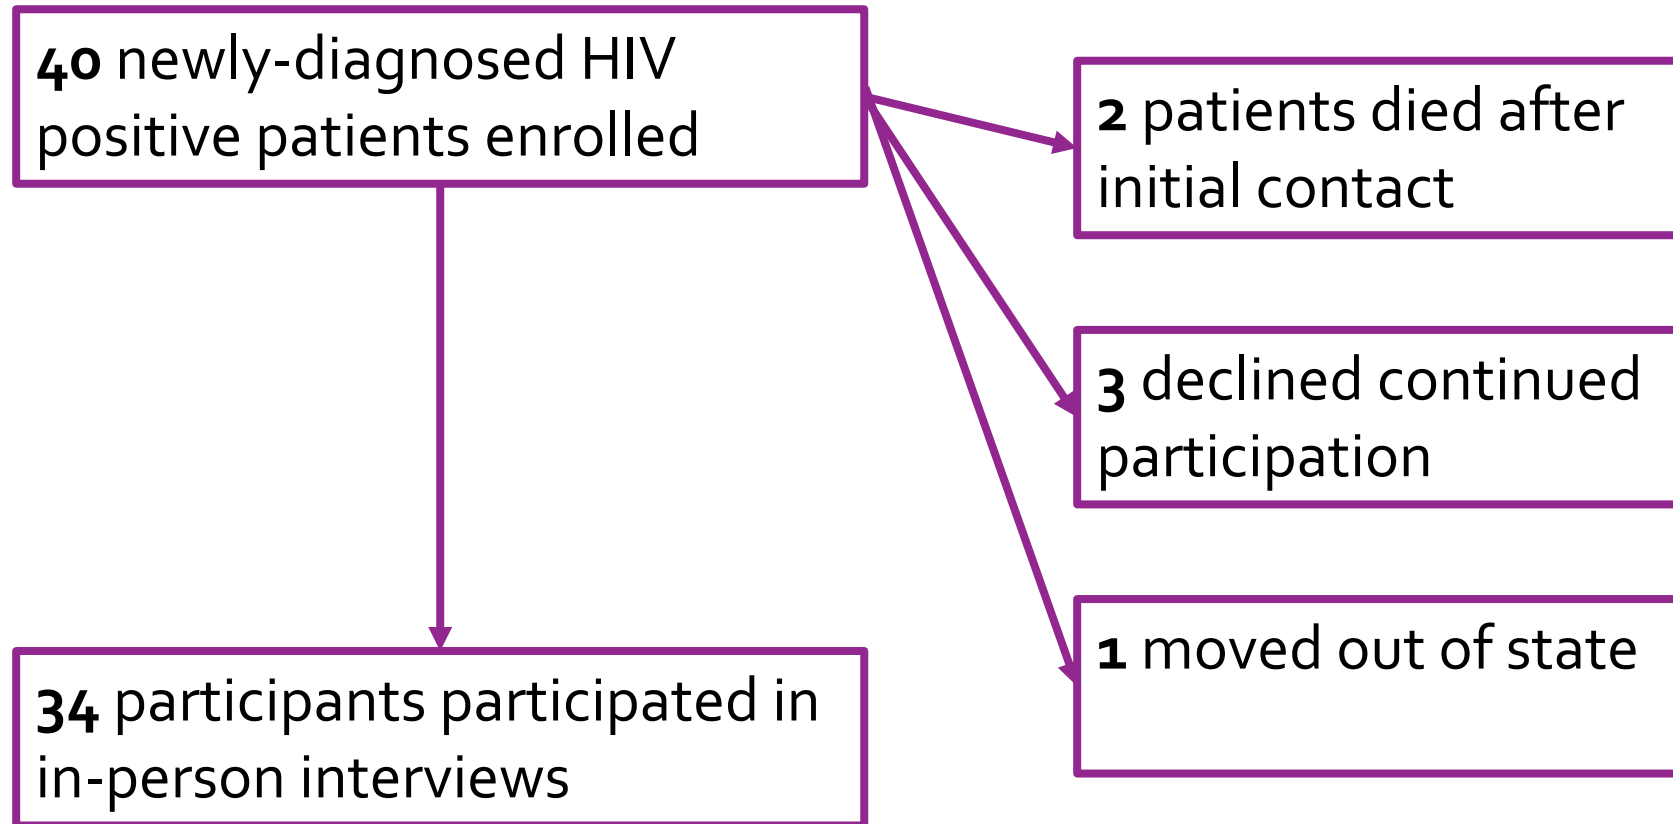 40 newly-diagnosed HIV
positive patients enrolled
2 patients died after
initial contact
3 declined continued
participation
1 moved out of state
34 participants participated in
in-person interviews